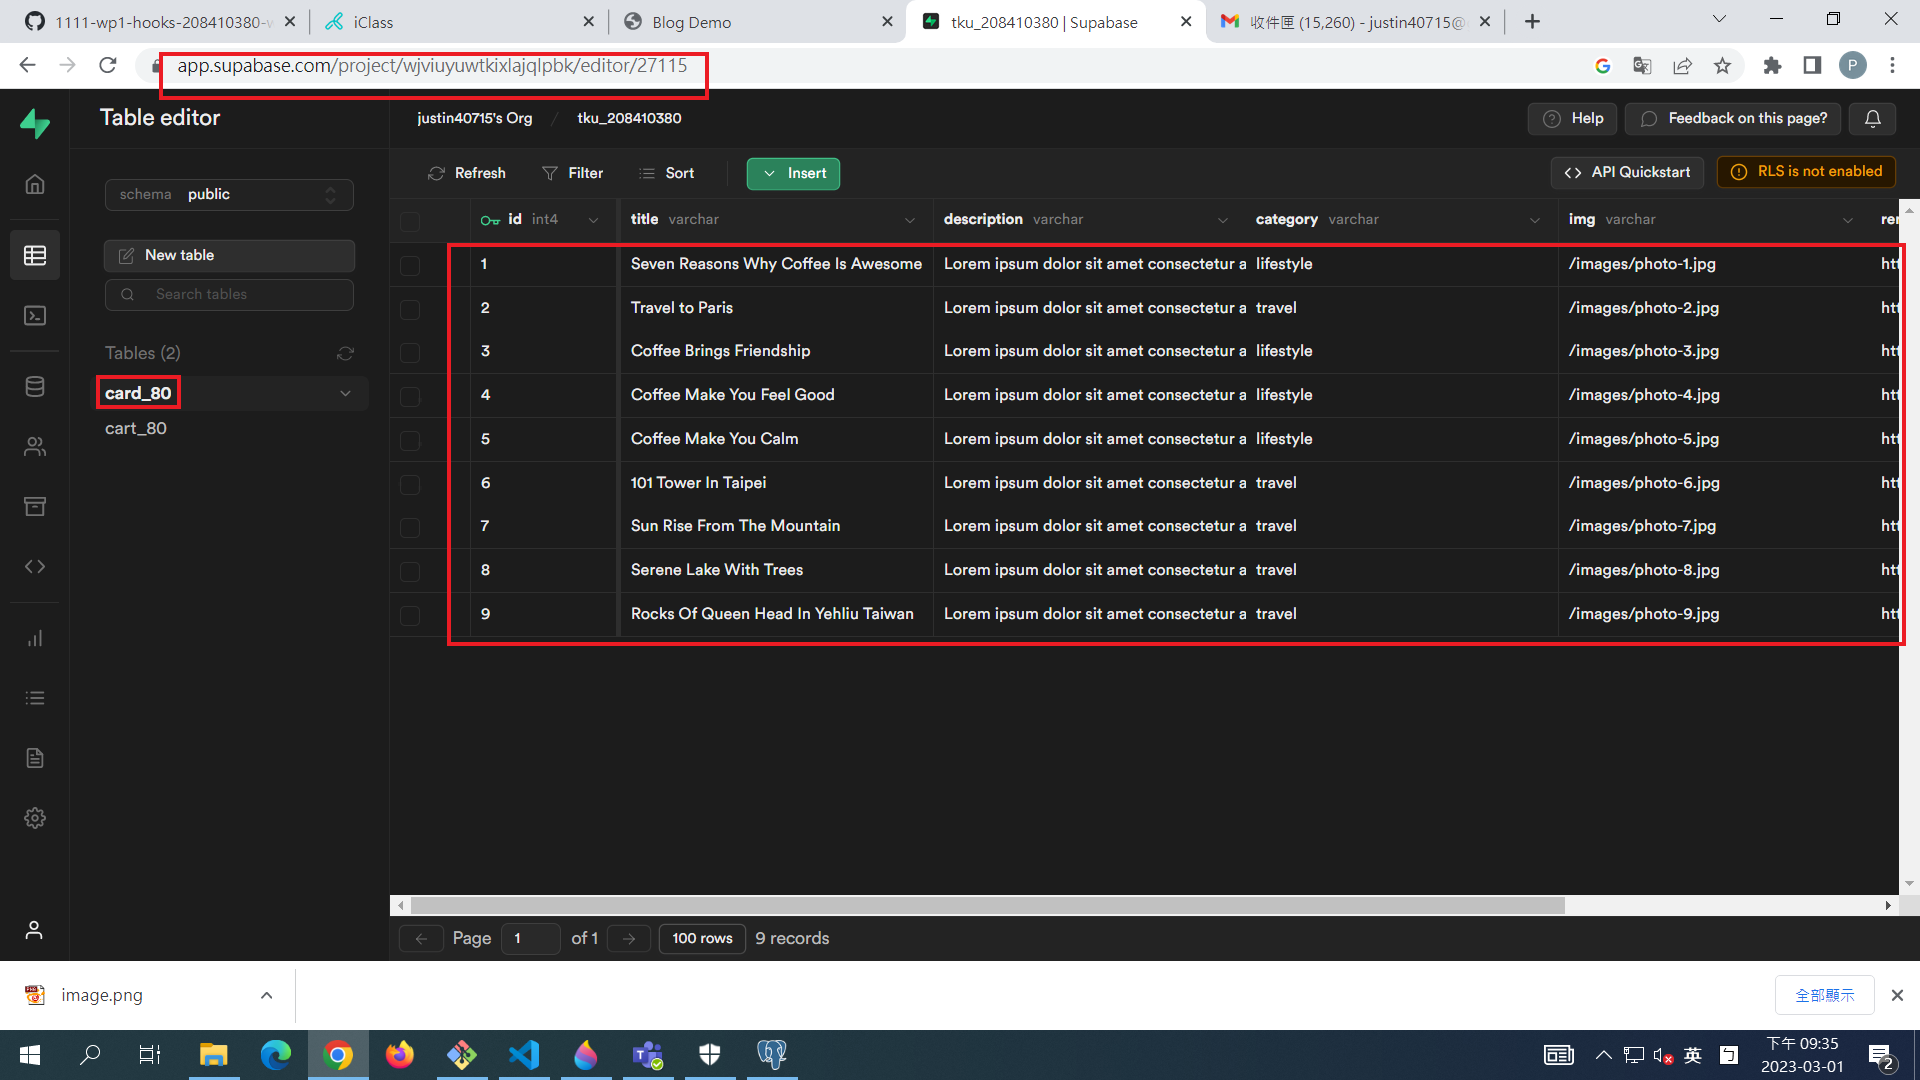 1111-wp1-hooks-208410380-w
iClass
Blog Demo
tku_208410380 | Supabase
收件匣 (15,260) - justin40715@
app.supabase.com/project/wjviuyuwtkixlajqlpbk/editor/27115
P
Table editor
justin40715's Org / tku_208410380
Help
Feedback on this page?
schema public
Refresh
Filter
Sort
Insert
API Quickstart
RLS is not enabled
New table
Search tables
Tables (2)
card_80
cart_80
id int4 title varchar description varchar category varchar img varchar rer
1 Seven Reasons Why Coffee Is Awesome Lorem ipsum dolor sit amet consectetur a lifestyle /images/photo-1.jpg htt
2 Travel to Paris Lorem ipsum dolor sit amet consectetur a travel /images/photo-2.jpg htt
3 Coffee Brings Friendship Lorem ipsum dolor sit amet consectetur a lifestyle /images/photo-3.jpg htt
4 Coffee Make You Feel Good Lorem ipsum dolor sit amet consectetur a lifestyle /images/photo-4.jpg htt
5 Coffee Make You Calm Lorem ipsum dolor sit amet consectetur a lifestyle /images/photo-5.jpg htt
6 101 Tower In Taipei Lorem ipsum dolor sit amet consectetur a travel /images/photo-6.jpg htt
7 Sun Rise From The Mountain Lorem ipsum dolor sit amet consectetur a travel /images/photo-7.jpg htt
8 Serene Lake With Trees Lorem ipsum dolor sit amet consectetur a travel /images/photo-8.jpg htt
9 Rocks Of Queen Head In Yehliu Taiwan Lorem ipsum dolor sit amet consectetur a travel /images/photo-9.jpg htt
Page 1 of 1 100 rows 9 records
image.png
全部顯示
英
下午 09:35
2023-03-01
2